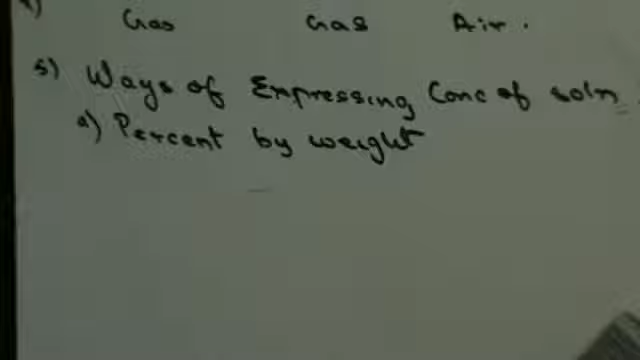 Gas Gas Air.
5) Ways of Expressing Conc of soln
a) Percent by weight